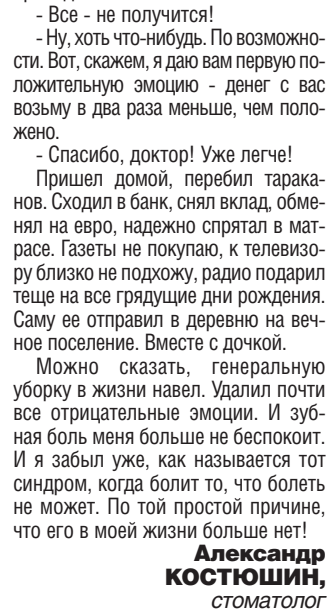 - Все - не получится!
- Ну, хоть что-нибудь. По возможно-
сти. Вот, скажем, я даю вам первую по-
ложительную эмоцию - денег с вас
возьму в два раза меньше, чем поло-
жено.
- Спасибо, доктор! Уже легче!
Пришел домой, перебил тарака-
нов. Сходил в банк, снял вклад, обме-
нял на евро, надежно спрятал в мат-
расе. Газеты не покупаю, к телевизо-
ру близко не подхожу, радио подарил
теще на все грядущие дни рождения.
Саму ее отправил в деревню на веч-
ное поселение. Вместе с дочкой.
Можно сказать, генеральную
уборку в жизни навел. Удалил почти
все отрицательные эмоции. И зуб-
ная боль меня больше не беспокоит.
И я забыл уже, как называется тот
синдром, когда болит то, что болеть
не может. По той простой причине,
что его в моей жизни больше нет!
Александр
КОСТЮШИН,
стоматолог